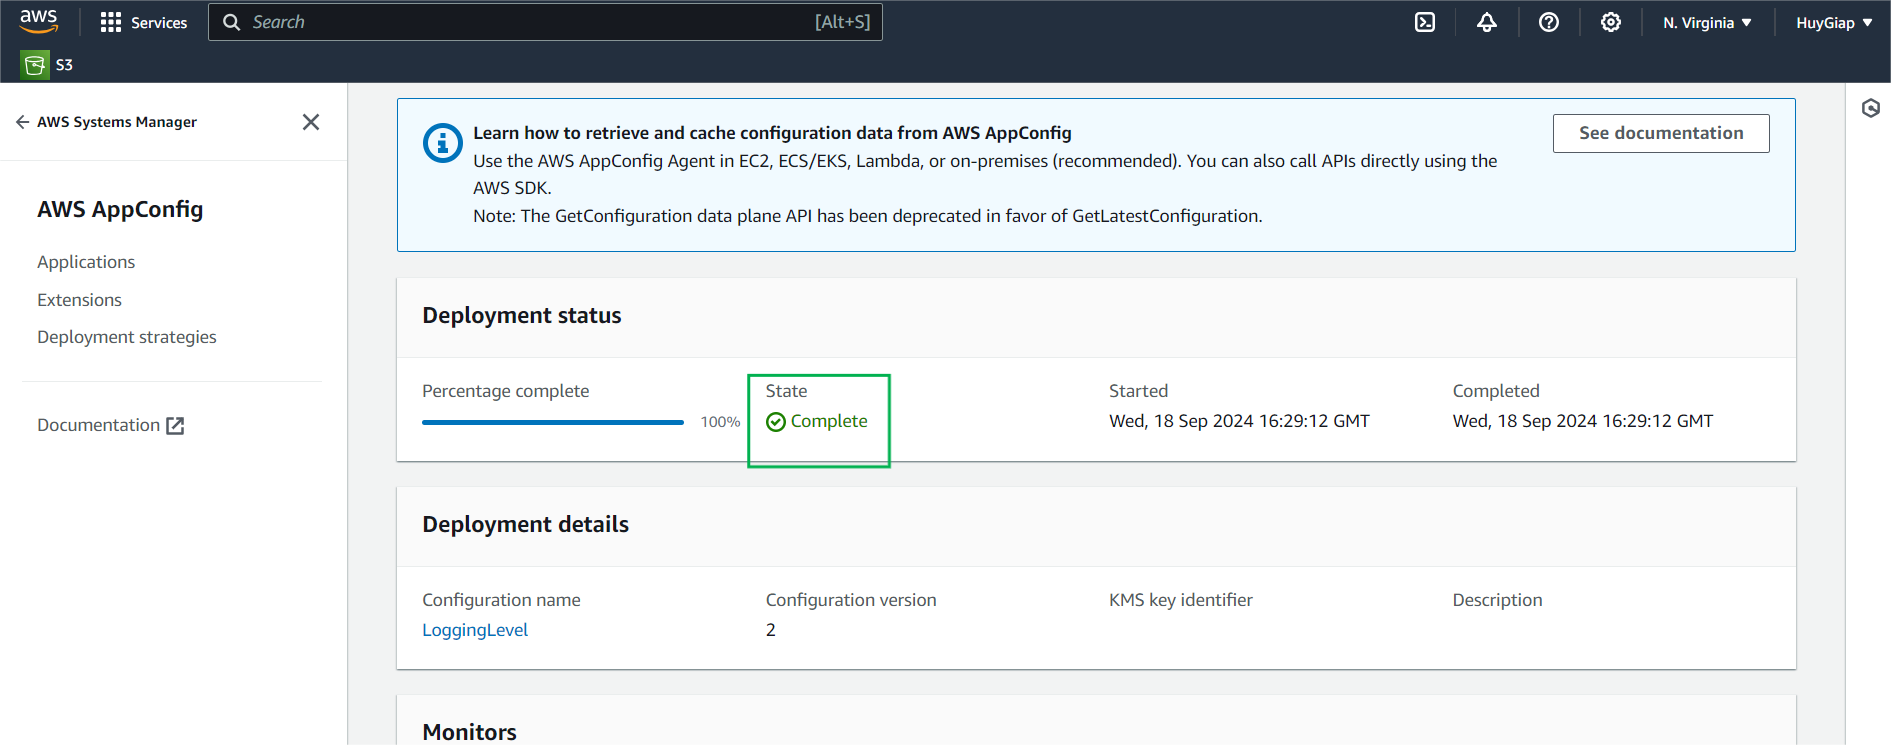 aws
Services
Search
[Alt+S]
N. Virginia
HuyGiap
S3
AWS Systems Manager
AWS AppConfig
Applications
Extensions
Deployment strategies
Documentation
Learn how to retrieve and cache configuration data from AWS AppConfig
Use the AWS AppConfig Agent in EC2, ECS/EKS, Lambda, or on-premises (recommended). You can also call APIs directly using the
AWS SDK.
Note: The GetConfiguration data plane API has been deprecated in favor of GetLatestConfiguration.
See documentation
Deployment status
Percentage complete
100%
State
Complete
Started
Wed, 18 Sep 2024 16:29:12 GMT
Completed
Wed, 18 Sep 2024 16:29:12 GMT
Deployment details
Configuration name
LoggingLevel
Configuration version
2
KMS key identifier
Description
Monitors